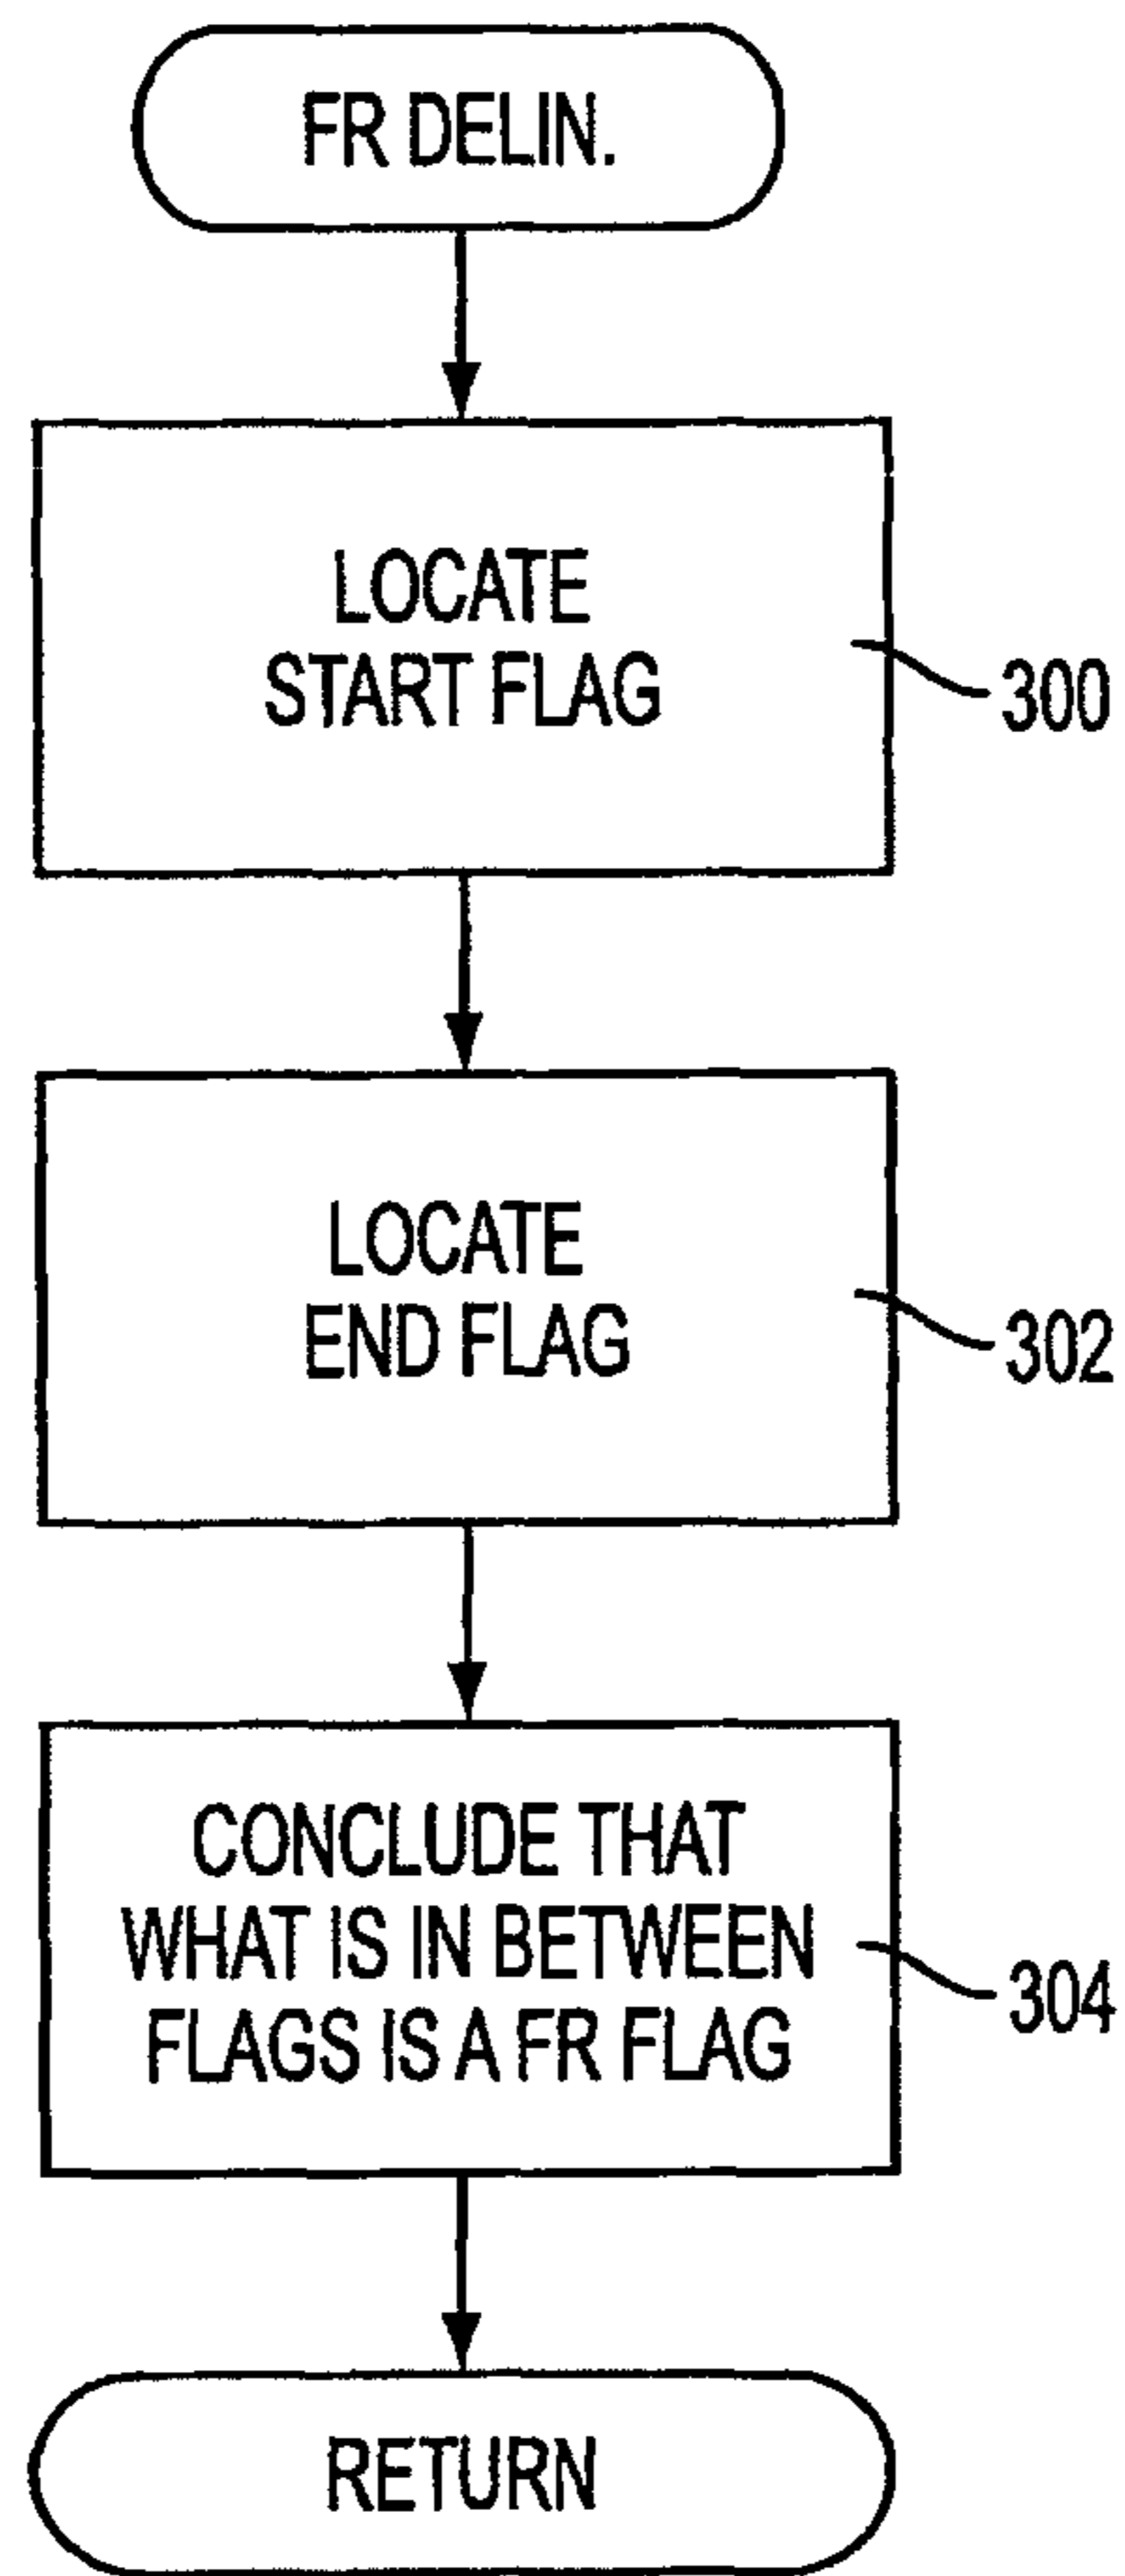 FR DELIN.
LOCATE
START FLAG
300
LOCATE
END FLAG
302
CONCLUDE THAT
WHAT IS IN BETWEEN
FLAGS IS A FR FLAG
304
RETURN